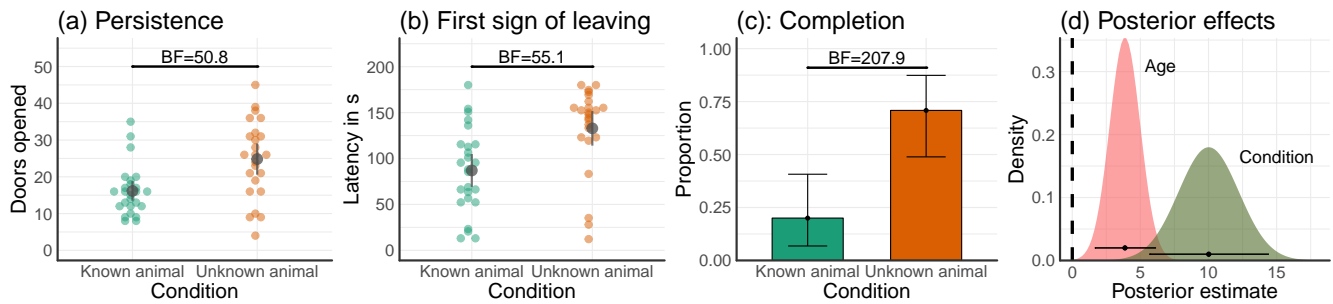 (a) Persistence
BF=50.8
Doors opened
50
40
30
20
10
0
Known animal Unknown animal
Condition
(b) First sign of leaving
BF=55.1
Latency in s
200
150
100
50
0
Known animal Unknown animal
Condition
(c): Completion
BF=207.9
Proportion
1.00
0.75
0.50
0.25
0.00
Known animal Unknown animal
Condition
(d) Posterior effects
Age
Condition
Density
0.3
0.2
0.1
0.0
0 5 10 15
Posterior estimate